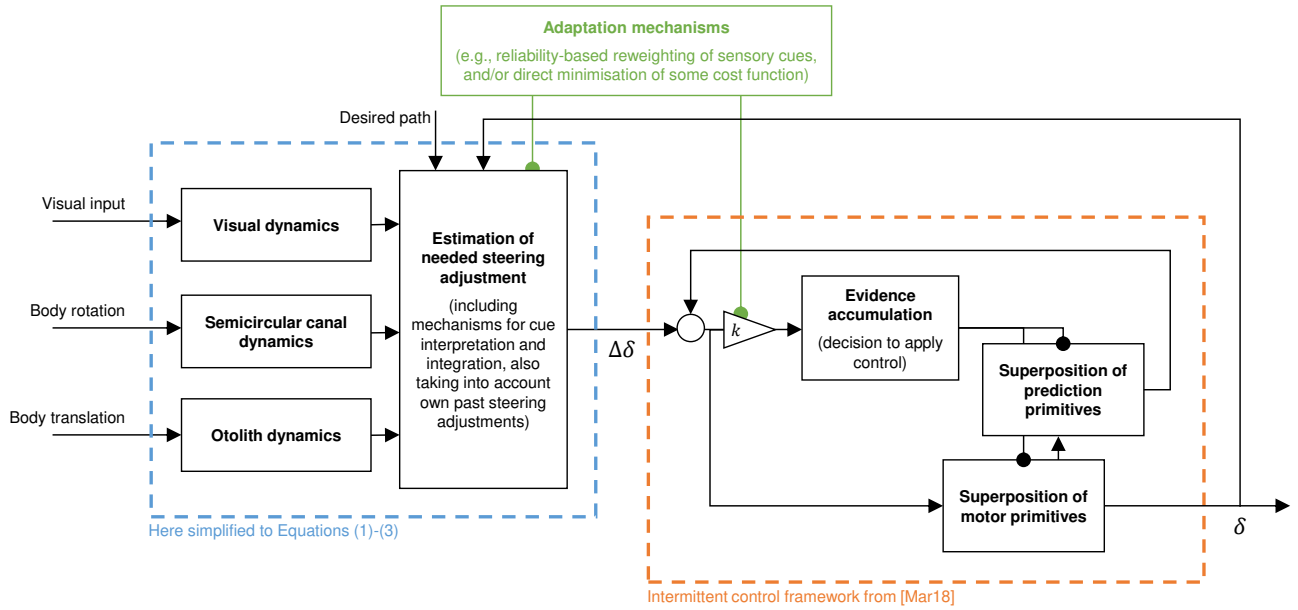 Adaptation mechanisms
(e.g., reliability-based reweighting of sensory cues,
and/or direct minimisation of some cost function)
Desired path
Visual input
Visual dynamics
Body rotation
Semicircular canal
dynamics
Body translation
Otolith dynamics
Estimation of
needed steering
adjustment
(including
mechanisms for cue
interpretation and
integration, also
taking into account
own past steering
adjustments)
Here simplified to Equations (1)-(3)
Δδ
k
Evidence
accumulation
(decision to apply
control)
Superposition of
prediction
primitives
Superposition of
motor primitives
δ
Intermittent control framework from [Mar18]